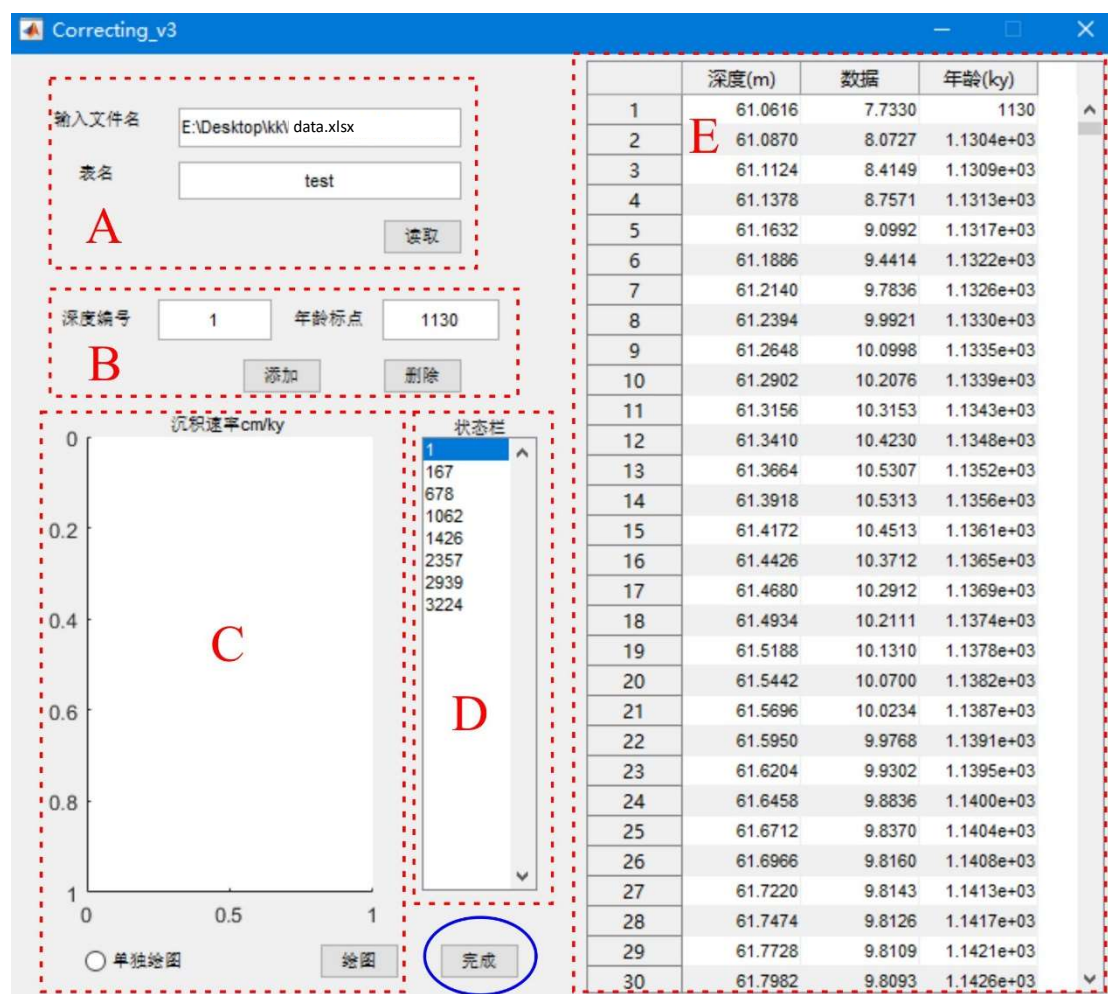 Correcting_v3
输入文件名 E:\Desktop\kk\ data.xlsx
表名 test
A
读取
深度编号 1 年龄标点 1130
B
添加 删除
沉积速率cm/ky
0
0.2
0.4
0.6
0.8
1
0 0.5 1
C
单独绘图 绘图
状态栏
1
167
678
1062
1426
2357
2939
3224
D
完成
深度(m) 数据 年龄(ky)
E
1 61.0616 7.7330 1130
2 61.0870 8.0727 1.1304e+03
3 61.1124 8.4149 1.1309e+03
4 61.1378 8.7571 1.1313e+03
5 61.1632 9.0992 1.1317e+03
6 61.1886 9.4414 1.1322e+03
7 61.2140 9.7836 1.1326e+03
8 61.2394 9.9921 1.1330e+03
9 61.2648 10.0998 1.1335e+03
10 61.2902 10.2076 1.1339e+03
11 61.3156 10.3153 1.1343e+03
12 61.3410 10.4230 1.1348e+03
13 61.3664 10.5307 1.1352e+03
14 61.3918 10.5313 1.1356e+03
15 61.4172 10.4513 1.1361e+03
16 61.4426 10.3712 1.1365e+03
17 61.4680 10.2912 1.1369e+03
18 61.4934 10.2111 1.1374e+03
19 61.5188 10.1310 1.1378e+03
20 61.5442 10.0700 1.1382e+03
21 61.5696 10.0234 1.1387e+03
22 61.5950 9.9768 1.1391e+03
23 61.6204 9.9302 1.1395e+03
24 61.6458 9.8836 1.1400e+03
25 61.6712 9.8370 1.1404e+03
26 61.6966 9.8160 1.1408e+03
27 61.7220 9.8143 1.1413e+03
28 61.7474 9.8126 1.1417e+03
29 61.7728 9.8109 1.1421e+03
30 61.7982 9.8093 1.1426e+03